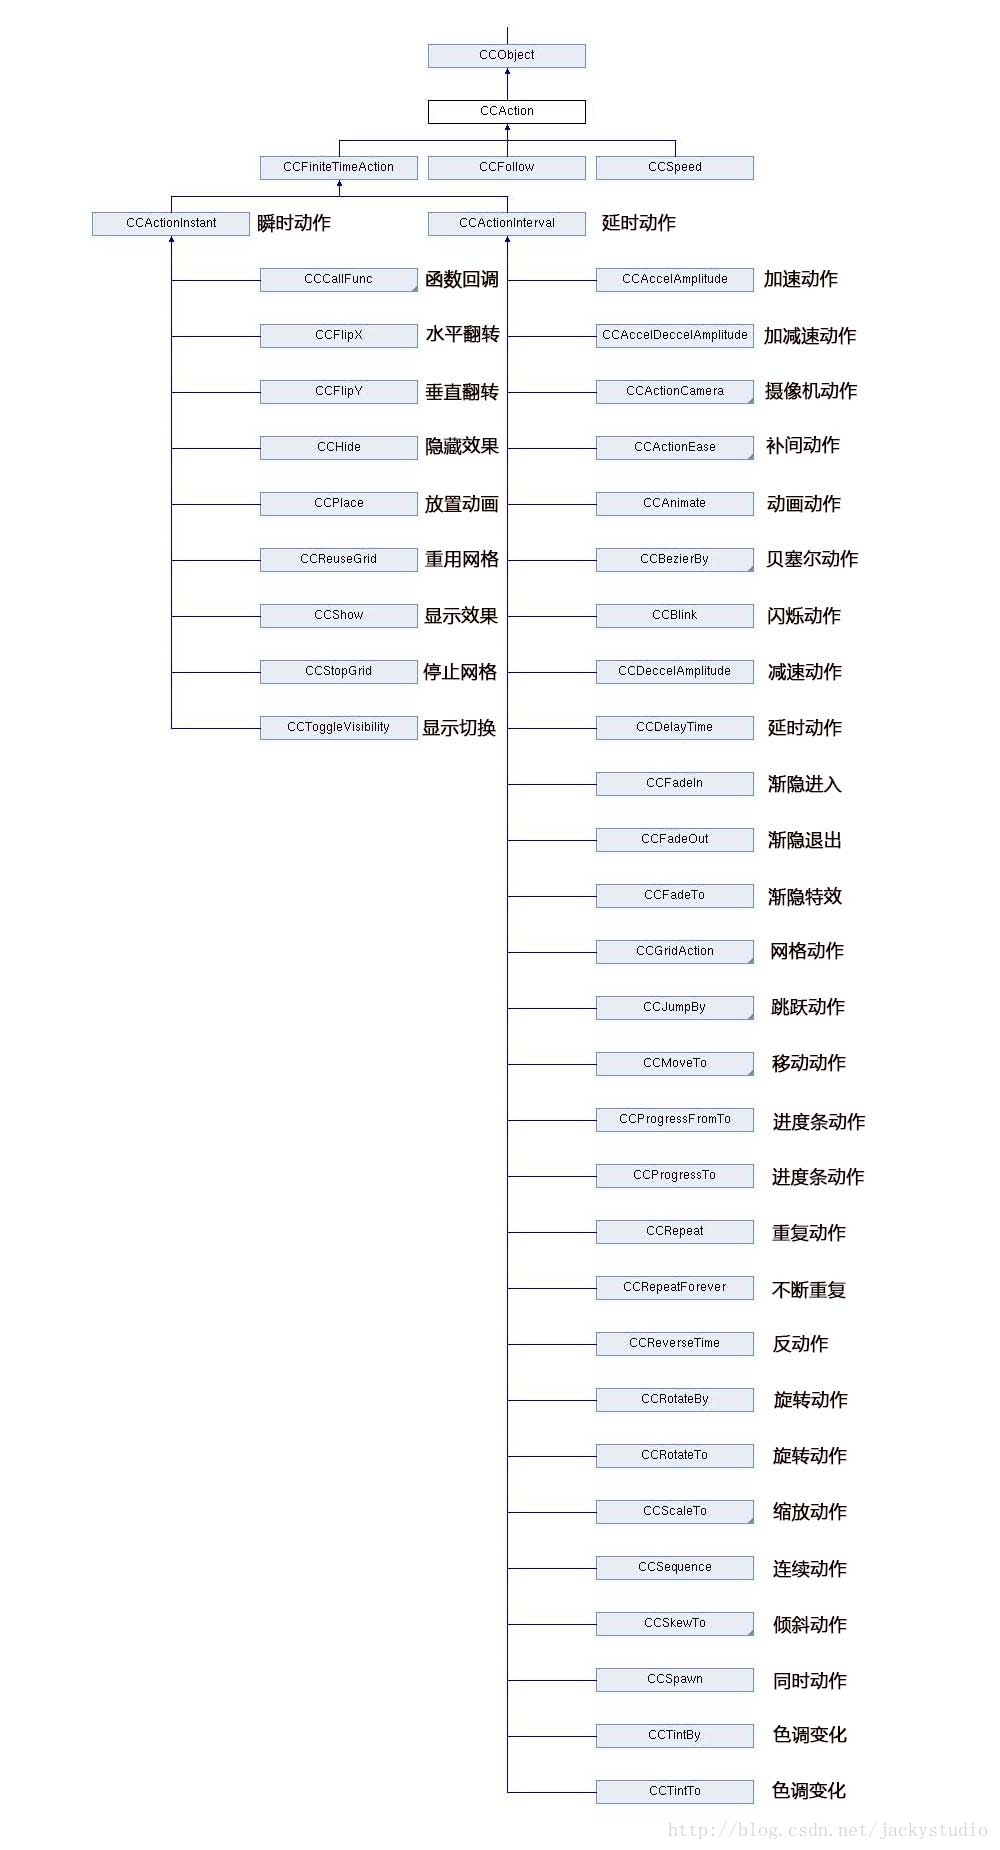 CCObject
CCAction
CCFiniteTimeAction CCFollow CCSpeed
CCActionInstant 瞬时动作 CCActionInterval 延时动作
CCCallFunc 函数回调 CCAccelAmplitude 加速动作
CCFlipX 水平翻转 CCAccelDeccelAmplitude 加减速动作
CCFlipY 垂直翻转 CCActionCamera 摄像机动作
CCHide 隐藏效果 CCActionEase 补间动作
CCPlace 放置动画 CCAnimate 动画动作
CCReuseGrid 重用网格 CCBezierBy 贝塞尔动作
CCShow 显示效果 CCBlink 闪烁动作
CCStopGrid 停止网格 CCDeccelAmplitude 减速动作
CCToggleVisibility 显示切换 CCDelayTime 延时动作
CCFadeIn 渐隐进入
CCFadeOut 渐隐退出
CCFadeTo 渐隐特效
CCGridAction 网格动作
CCJumpBy 跳跃动作
CCMoveTo 移动动作
CCProgressFromTo 进度条动作
CCProgressTo 进度条动作
CCRepeat 重复动作
CCRepeatForever 不断重复
CCReverseTime 反动作
CCRotateBy 旋转动作
CCRotateTo 旋转动作
CCScaleTo 缩放动作
CCSequence 连续动作
CCSkewTo 倾斜动作
CCSpawn 同时动作
CCTintBy 色调变化
CCTintTo 色调变化
http://blog.csdn.net/jackystudio